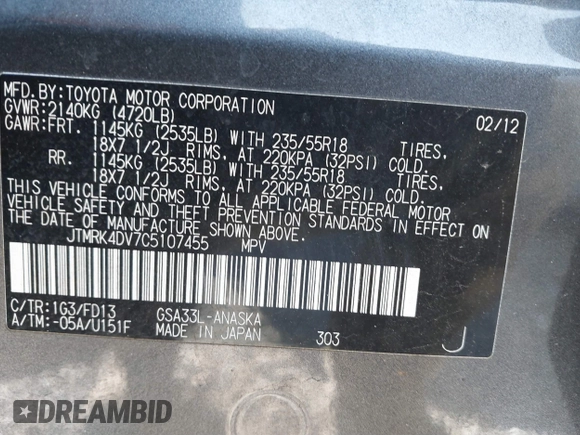 MFD.BY:TOYOTA MOTOR CORPORATION
GVWR:2140KG (4720LB) 02/12
GAWR:FRT. 1145KG (2535LB) WITH 235/55R18 TIRES,
18X7 1/2J RIMS, AT 220KPA (32PSI) COLD.
RR. 1145KG (2535LB) WITH 235/55R18 TIRES,
18X7 1/2J RIMS, AT 220KPA (32PSI) COLD.
THIS VEHICLE CONFORMS TO ALL APPLICABLE FEDERAL MOTOR
VEHICLE SAFETY AND THEFT PREVENTION STANDARDS IN EFFECT ON
THE DATE OF MANUFACTURE SHOWN ABOVE.
JTMRK4DV7C5107455 MPV
C/TR:1G3/FD13 GSA33L-ANASKA
A/TM:-05A/U151F MADE IN JAPAN 303 J
DREAMBID